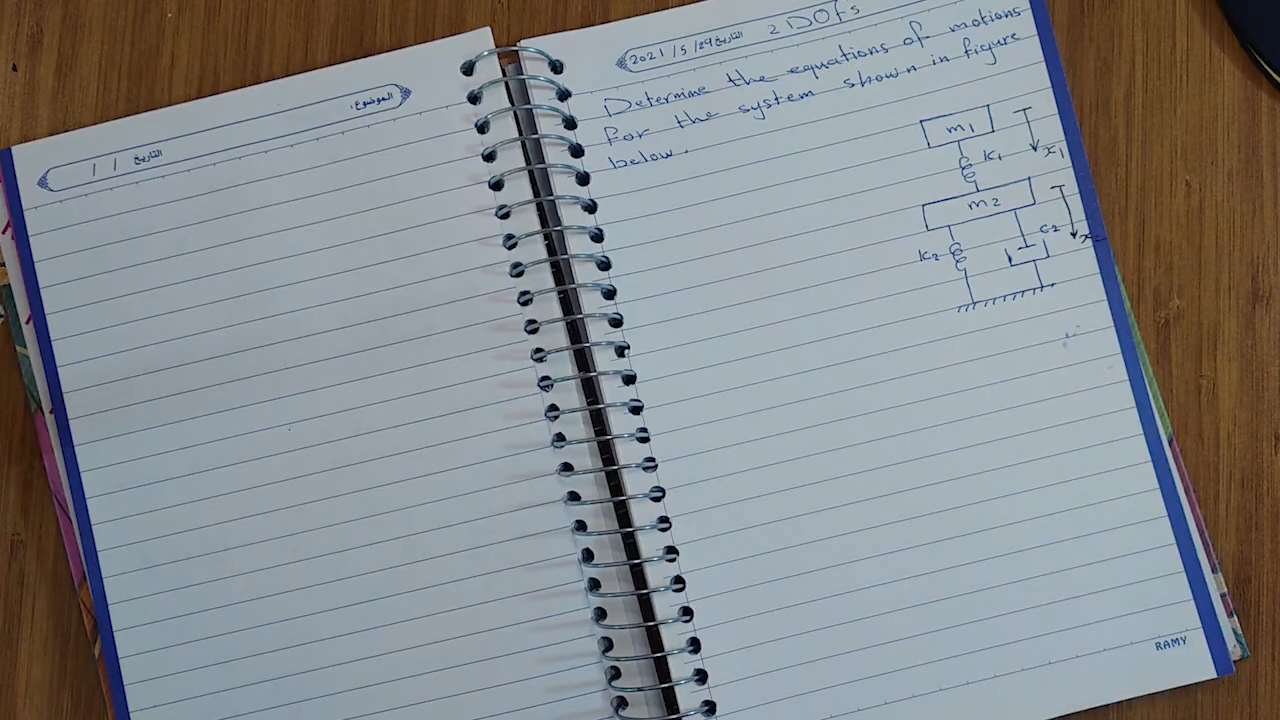 الموضوع:
التاريخ / /
2021/5/29 التاريخ 2 DOFs
Determine the equations of motions
For the system shown in figure
below.
m1
x1
k1
m2
c2
x2
k2
RAMY